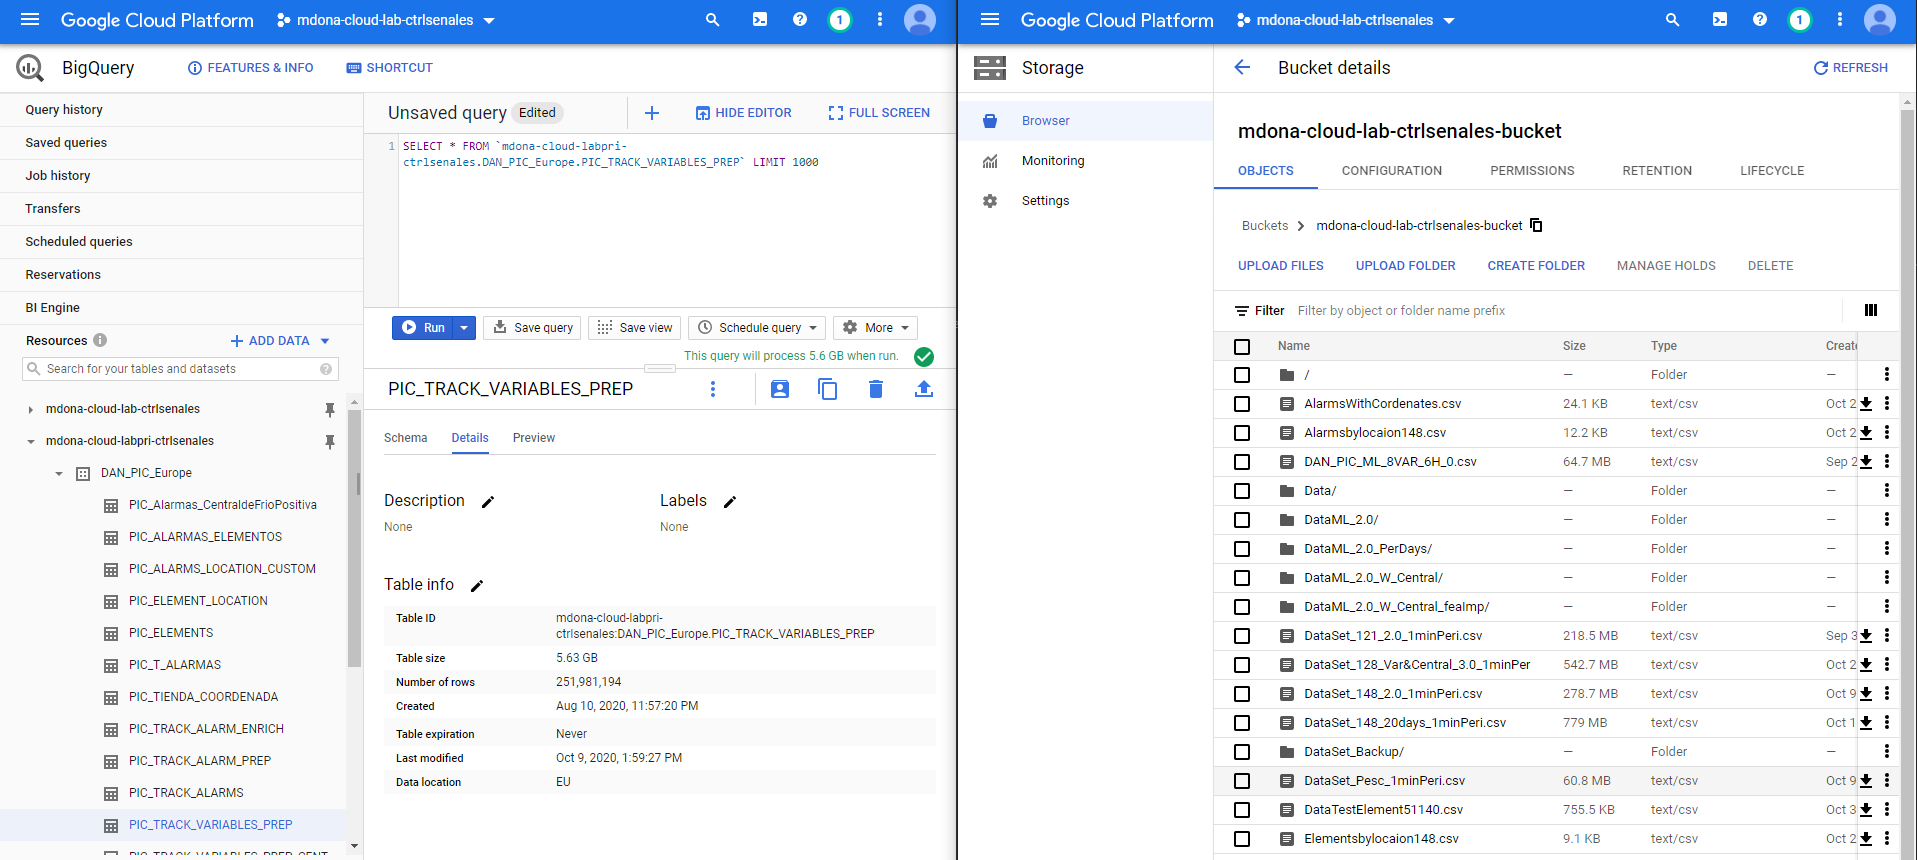 Google Cloud Platform mdona-cloud-lab-ctrlsenales 1
BigQuery FEATURES & INFO SHORTCUT
Query history
Saved queries
Job history
Transfers
Scheduled queries
Reservations
BI Engine
Resources ADD DATA
Search for your tables and datasets
mdona-cloud-lab-ctrlsenales
mdona-cloud-labpri-ctrlsenales
DAN_PIC_Europe
PIC_Alarmas_CentraldeFrioPositiva
PIC_ALARMAS_ELEMENTOS
PIC_ALARMS_LOCATION_CUSTOM
PIC_ELEMENT_LOCATION
PIC_ELEMENTS
PIC_T_ALARMAS
PIC_TIENDA_COORDENADA
PIC_TRACK_ALARM_ENRICH
PIC_TRACK_ALARM_PREP
PIC_TRACK_ALARMS
PIC_TRACK_VARIABLES_PREP
PIC_TRACK_VARIABLES_PREP_CENT
Unsaved query Edited HIDE EDITOR FULL SCREEN
1 SELECT * FROM `mdona-cloud-labpri-
ctrlsenales.DAN_PIC_Europe.PIC_TRACK_VARIABLES_PREP` LIMIT 1000
Run Save query Save view Schedule query More
This query will process 5.6 GB when run.
PIC_TRACK_VARIABLES_PREP
Schema Details Preview
Description Labels
None None
Table info
Table ID mdona-cloud-labpri-
ctrlsenales:DAN_PIC_Europe.PIC_TRACK_VARIABLES_PREP
Table size 5.63 GB
Number of rows 251,981,194
Created Aug 10, 2020, 11:57:20 PM
Table expiration Never
Last modified Oct 9, 2020, 1:59:27 PM
Data location EU
Google Cloud Platform mdona-cloud-lab-ctrlsenales 1
Storage
Browser
Monitoring
Settings
Bucket details REFRESH
mdona-cloud-lab-ctrlsenales-bucket
OBJECTS CONFIGURATION PERMISSIONS RETENTION LIFECYCLE
Buckets > mdona-cloud-lab-ctrlsenales-bucket
UPLOAD FILES UPLOAD FOLDER CREATE FOLDER MANAGE HOLDS DELETE
Filter Filter by object or folder name prefix
Name Size Type Create
/ — Folder —
AlarmsWithCordenates.csv 24.1 KB text/csv Oct 2
Alarmsbylocaion148.csv 12.2 KB text/csv Oct 2
DAN_PIC_ML_8VAR_6H_0.csv 64.7 MB text/csv Sep 2
Data/ — Folder —
DataML_2.0/ — Folder —
DataML_2.0_PerDays/ — Folder —
DataML_2.0_W_Central/ — Folder —
DataML_2.0_W_Central_feaImp/ — Folder —
DataSet_121_2.0_1minPeri.csv 218.5 MB text/csv Sep 3
DataSet_128_Var&Central_3.0_1minPer 542.7 MB text/csv Oct 2
DataSet_148_2.0_1minPeri.csv 278.7 MB text/csv Oct 9
DataSet_148_20days_1minPeri.csv 779 MB text/csv Oct 1
DataSet_Backup/ — Folder —
DataSet_Pesc_1minPeri.csv 60.8 MB text/csv Oct 9
DataTestElement51140.csv 755.5 KB text/csv Oct 3
Elementsbylocaion148.csv 9.1 KB text/csv Oct 2